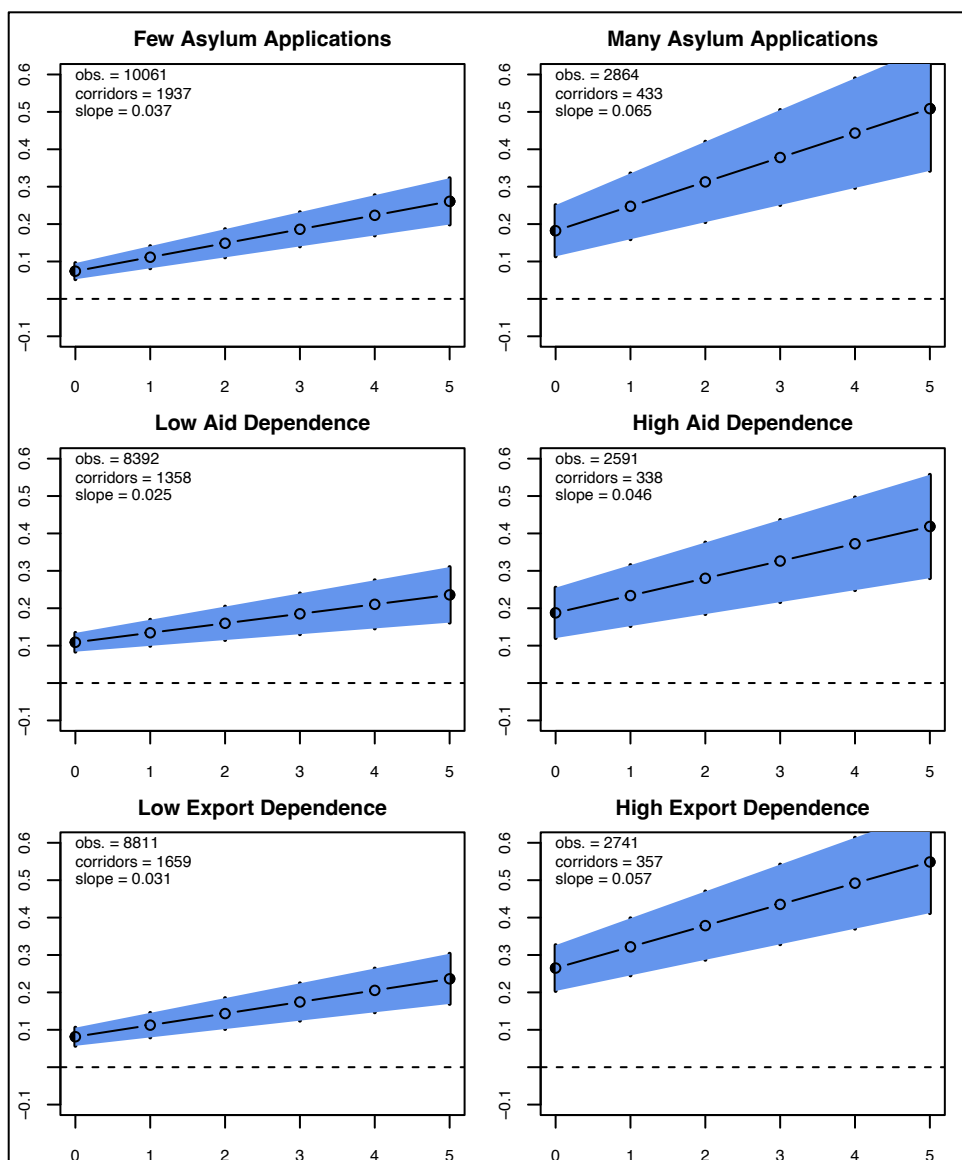 Few Asylum Applications
obs. = 10061
corridors = 1937
slope = 0.037
0.6
0.5
0.4
0.3
0.2
0.1
−0.1
0 1 2 3 4 5
Many Asylum Applications
obs. = 2864
corridors = 433
slope = 0.065
0.6
0.5
0.4
0.3
0.2
0.1
−0.1
0 1 2 3 4 5
Low Aid Dependence
obs. = 8392
corridors = 1358
slope = 0.025
0.6
0.5
0.4
0.3
0.2
0.1
−0.1
0 1 2 3 4 5
High Aid Dependence
obs. = 2591
corridors = 338
slope = 0.046
0.6
0.5
0.4
0.3
0.2
0.1
−0.1
0 1 2 3 4 5
Low Export Dependence
obs. = 8811
corridors = 1659
slope = 0.031
0.6
0.5
0.4
0.3
0.2
0.1
−0.1
0 1 2 3 4 5
High Export Dependence
obs. = 2741
corridors = 357
slope = 0.057
0.6
0.5
0.4
0.3
0.2
0.1
−0.1
0 1 2 3 4 5